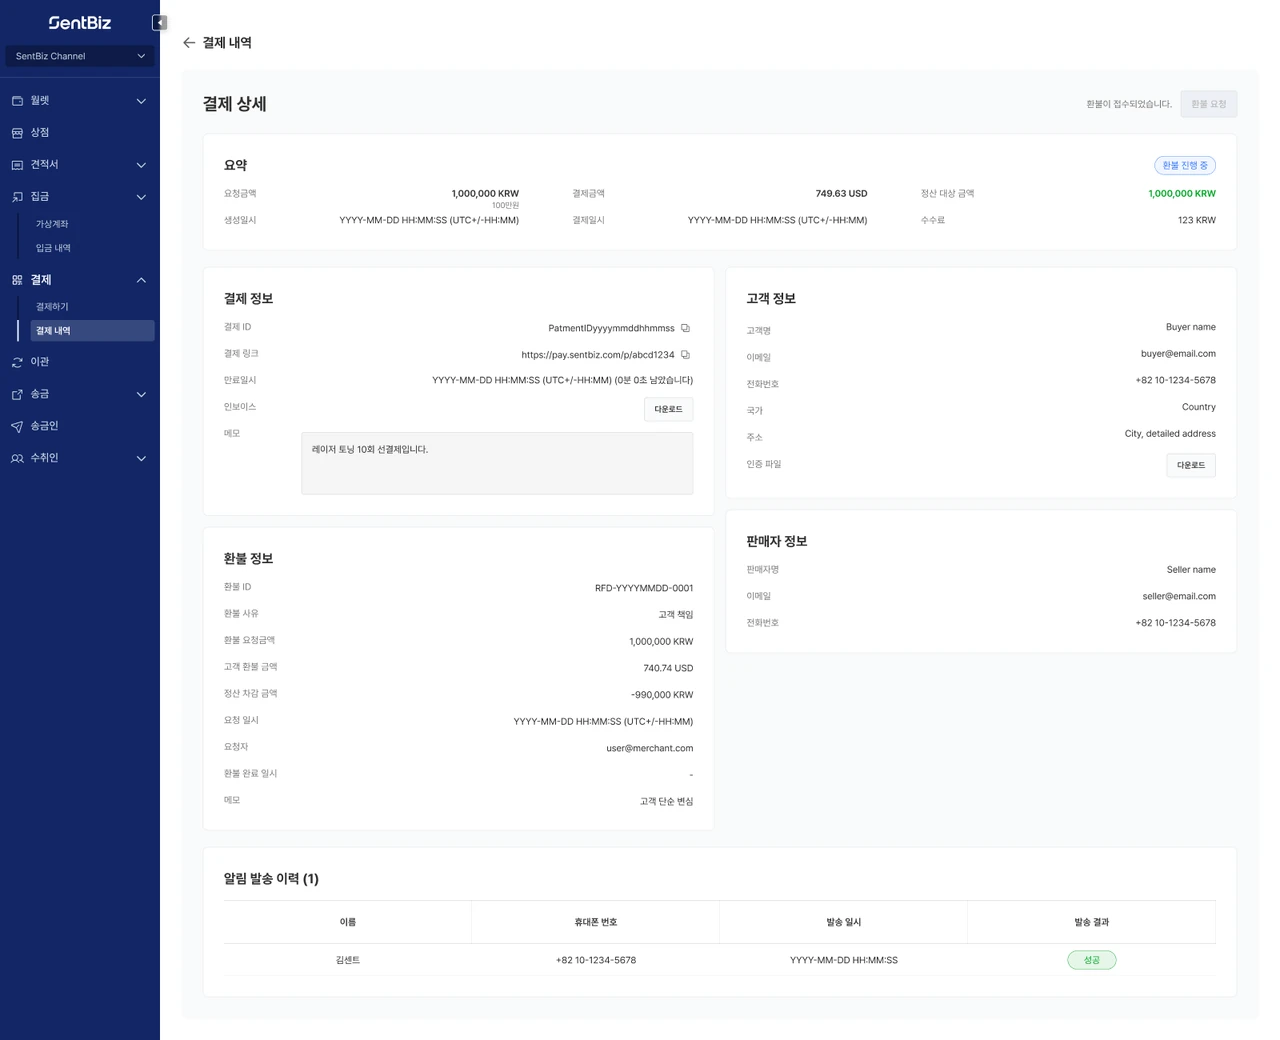 SentBiz
SentBiz Channel
월렛
상점
견적서
집금
가상계좌
입금 내역
결제
결제하기
결제 내역
이관
송금
송금인
수취인
결제 내역
결제 상세
환불이 접수되었습니다.
환불 요청
요약
환불 진행 중
요청금액 1,000,000 KRW
100만원
결제금액 749.63 USD
정산 대상 금액 1,000,000 KRW
생성일시 YYYY-MM-DD HH:MM:SS (UTC+/-HH:MM)
결제일시 YYYY-MM-DD HH:MM:SS (UTC+/-HH:MM)
수수료 123 KRW
결제 정보
결제 ID PatmentIDyyyymmddhhmmss
결제 링크 https://pay.sentbiz.com/p/abcd1234
만료일시 YYYY-MM-DD HH:MM:SS (UTC+/-HH:MM) (0분 0초 남았습니다)
인보이스 다운로드
메모
레이저 토닝 10회 선결제입니다.
고객 정보
고객명 Buyer name
이메일 buyer@email.com
전화번호 +82 10-1234-5678
국가 Country
주소 City, detailed address
인증 파일 다운로드
환불 정보
환불 ID RFD-YYYYMMDD-0001
환불 사유 고객 책임
환불 요청금액 1,000,000 KRW
고객 환불 금액 740.74 USD
정산 차감 금액 -990,000 KRW
요청 일시 YYYY-MM-DD HH:MM:SS (UTC+/-HH:MM)
요청자 user@merchant.com
환불 완료 일시 -
메모 고객 단순 변심
판매자 정보
판매자명 Seller name
이메일 seller@email.com
전화번호 +82 10-1234-5678
알림 발송 이력 (1)
이름 휴대폰 번호 발송 일시 발송 결과
김센트 +82 10-1234-5678 YYYY-MM-DD HH:MM:SS 성공